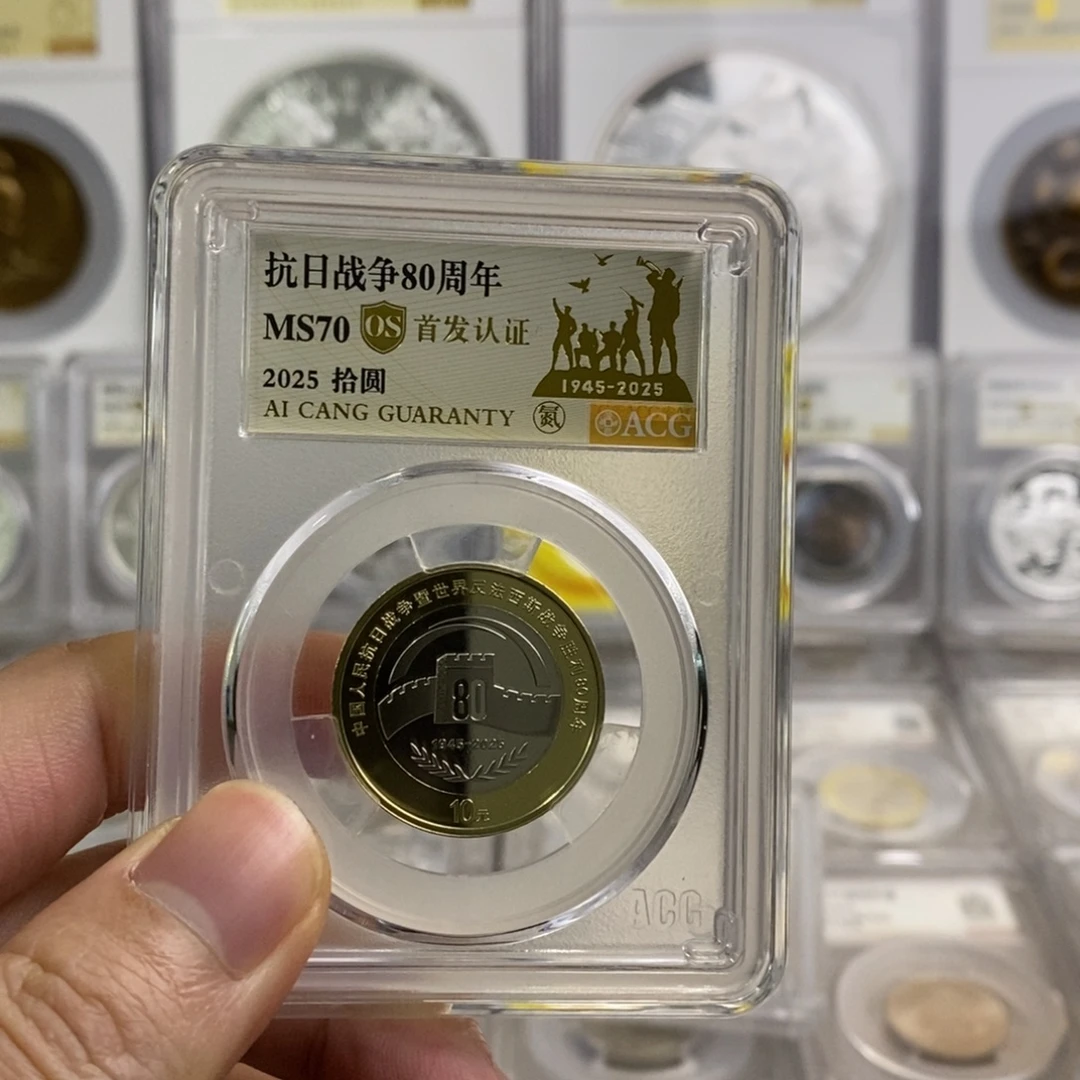 抗日战争80周年
MS70 OS 首发认证
2025 拾圆
AI CANG GUARANTY 氮 ACG
1945-2025
中国人民抗日战争暨世界反法西斯战争胜利80周年
80
1945-2025
10元
ACG